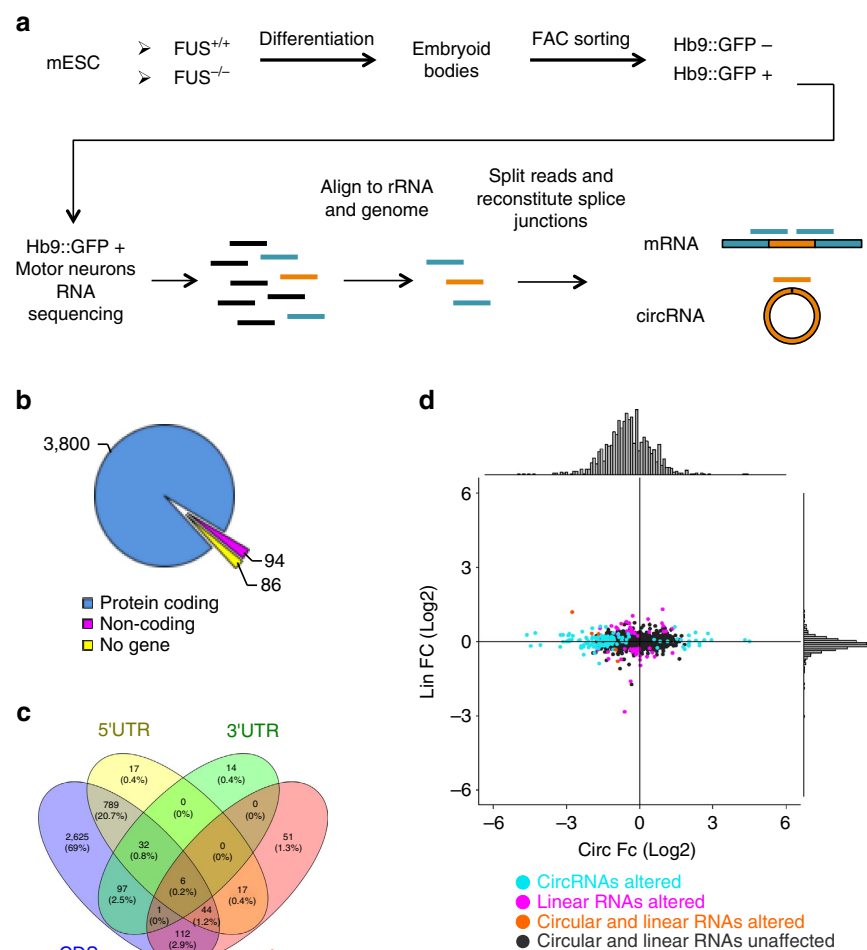 a
mESC
➢ FUS+/+
➢ FUS–/–
Differentiation
Embryoid
bodies
FAC sorting
Hb9::GFP –
Hb9::GFP +
Align to rRNA
and genome
Split reads and
reconstitute splice
junctions
Hb9::GFP +
Motor neurons
RNA
sequencing
mRNA
circRNA
b
3,800
94
86
Protein coding
Non-coding
No gene
c
5'UTR
3'UTR
17
(0.4%)
14
(0.4%)
789
(20.7%)
0
(0%)
0
(0%)
2,625
(69%)
32
(0.8%)
0
(0%)
51
(1.3%)
6
(0.2%)
97
(2.5%)
17
(0.4%)
1
(0%)
44
(1.2%)
112
(2.9%)
d
Lin FC (Log2)
6
3
0
−3
−6
−6
−3
0
3
6
Circ Fc (Log2)
CircRNAs altered
Linear RNAs altered
Circular and linear RNAs altered
Circular and linear RNAs unaffected